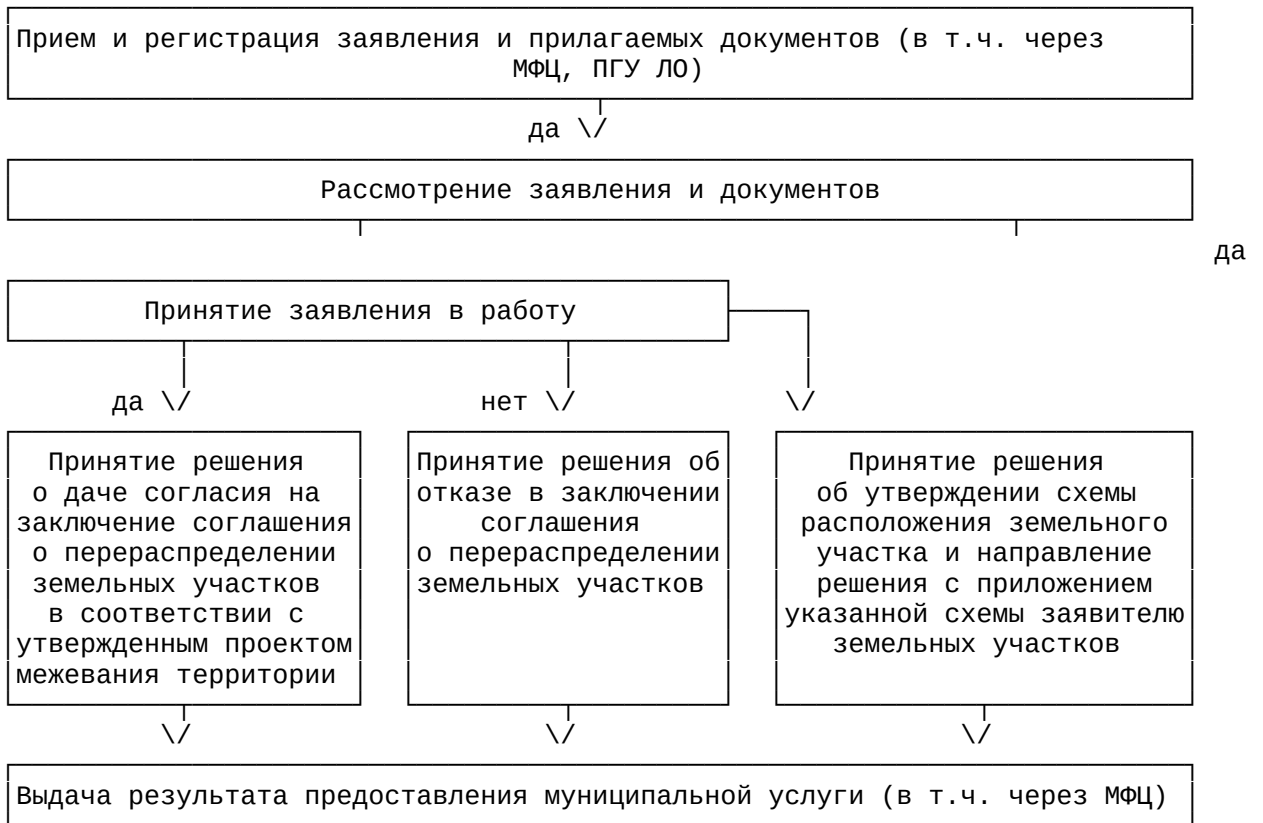 Прием и регистрация заявления и прилагаемых документов (в т.ч. через
МФЦ, ПГУ ЛО)
да \/
Рассмотрение заявления и документов
да
Принятие заявления в работу
да \/ нет \/ \/
Принятие решения
о даче согласия на
заключение соглашения
о перераспределении
земельных участков
в соответствии с
утвержденным проектом
межевания территории
Принятие решения об
отказе в заключении
соглашения
о перераспределении
земельных участков
Принятие решения
об утверждении схемы
расположения земельного
участка и направление
решения с приложением
указанной схемы заявителю
земельных участков
\/ \/ \/
Выдача результата предоставления муниципальной услуги (в т.ч. через МФЦ)